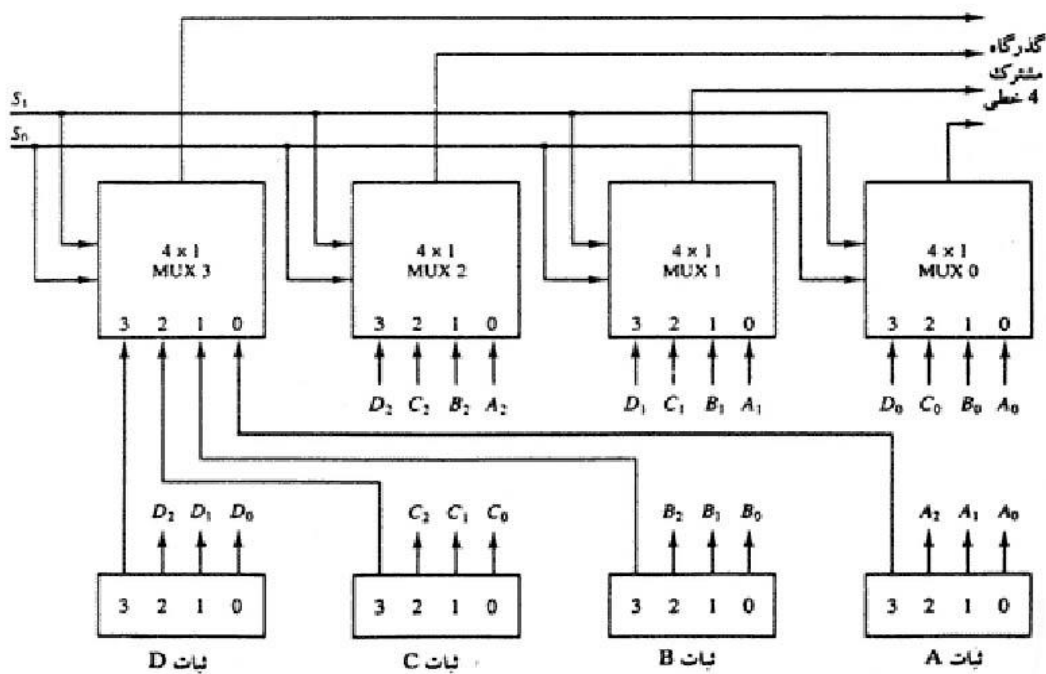 گذرگاه
مشترک
4 خطی
S₁
S₀
4 x 1
MUX 3
4 x 1
MUX 2
4 x 1
MUX 1
4 x 1
MUX 0
3 2 1 0
3 2 1 0
3 2 1 0
3 2 1 0
D₂ C₂ B₂ A₂
D₁ C₁ B₁ A₁
D₀ C₀ B₀ A₀
D₂ D₁ D₀
C₂ C₁ C₀
B₂ B₁ B₀
A₂ A₁ A₀
3 2 1 0
3 2 1 0
3 2 1 0
3 2 1 0
ثبات D
ثبات C
ثبات B
ثبات A